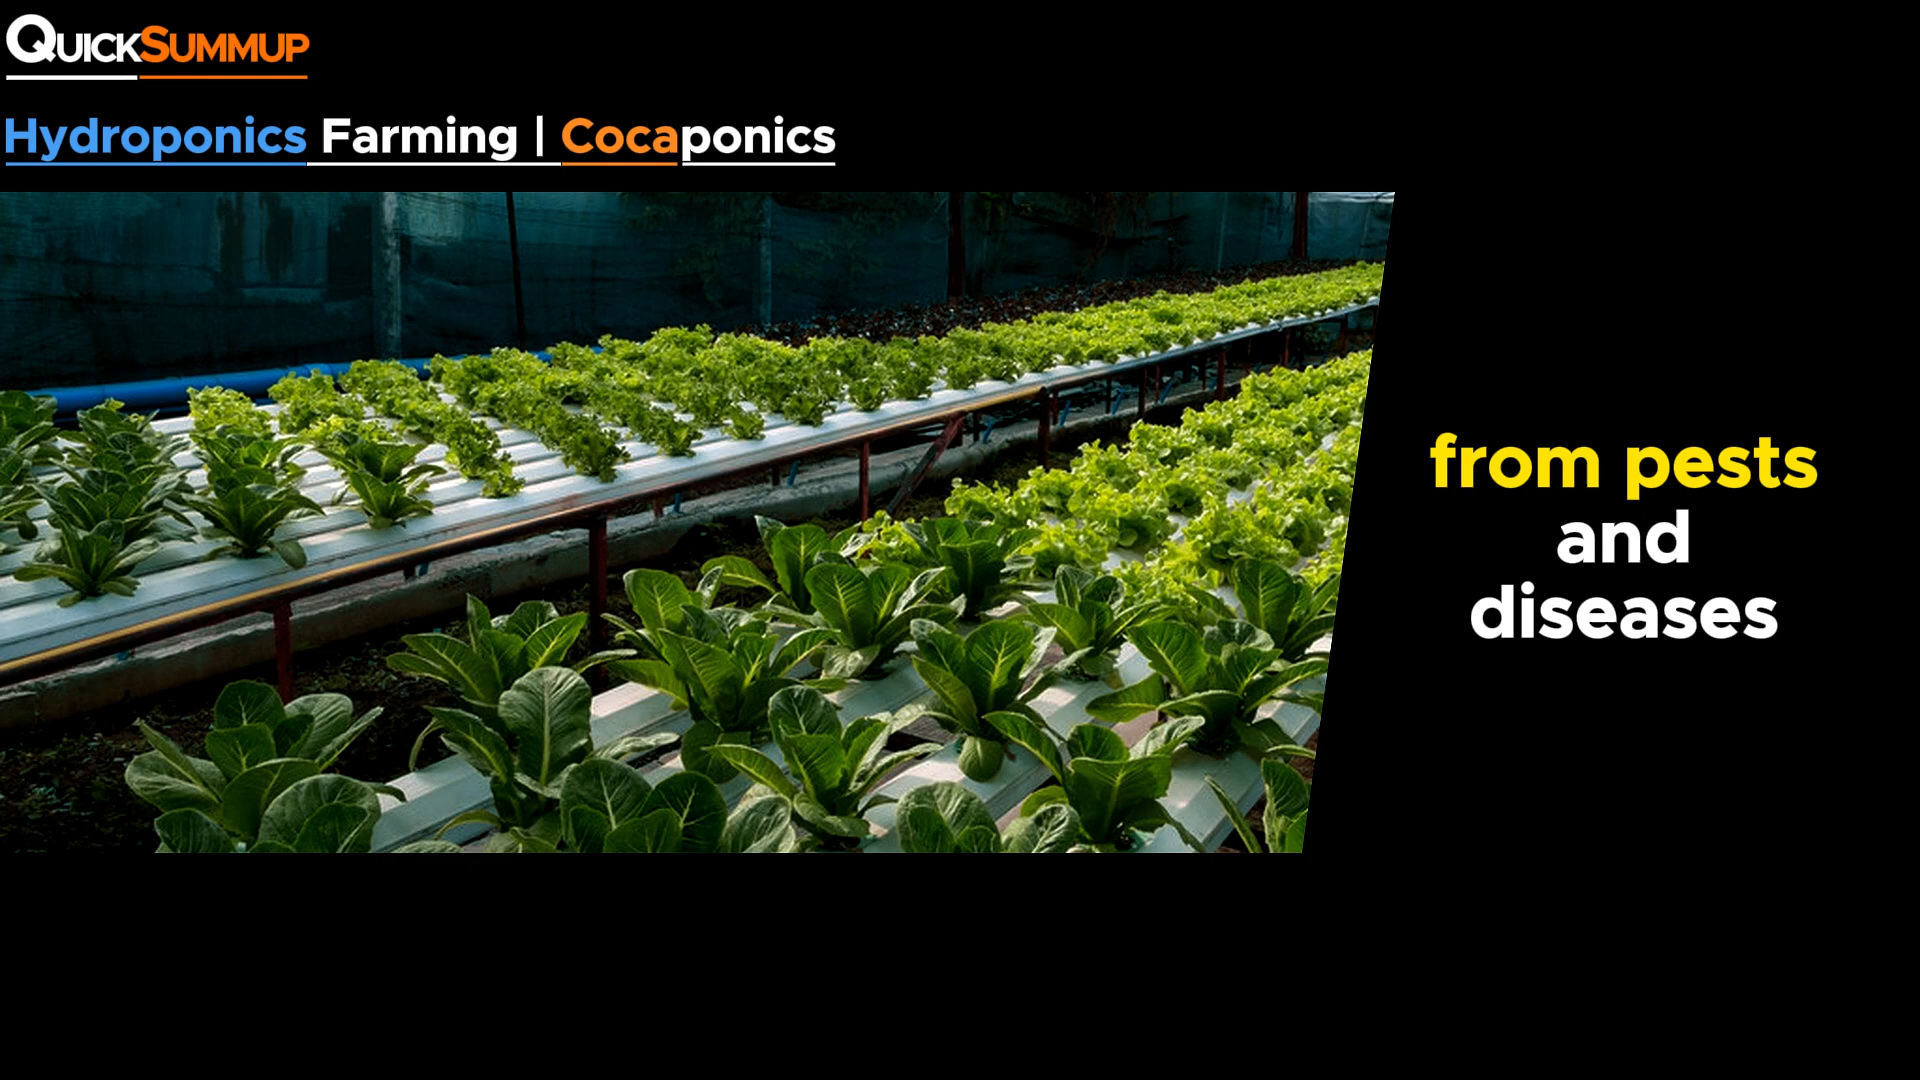 QuickSummup
Hydroponics Farming | Cocaponics
from pests
and
diseases